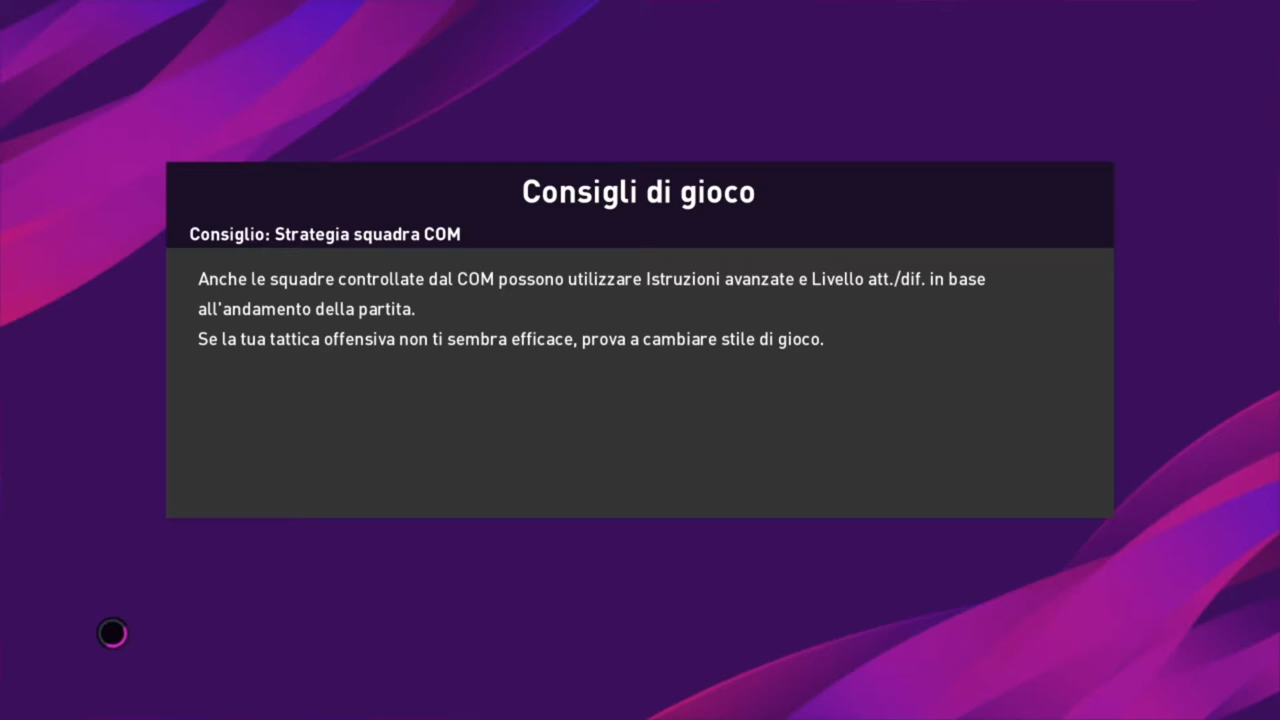 Consigli di gioco
Consiglio: Strategia squadra COM
Anche le squadre controllate dal COM possono utilizzare Istruzioni avanzate e Livello att./dif. in base
all'andamento della partita.
Se la tua tattica offensiva non ti sembra efficace, prova a cambiare stile di gioco.